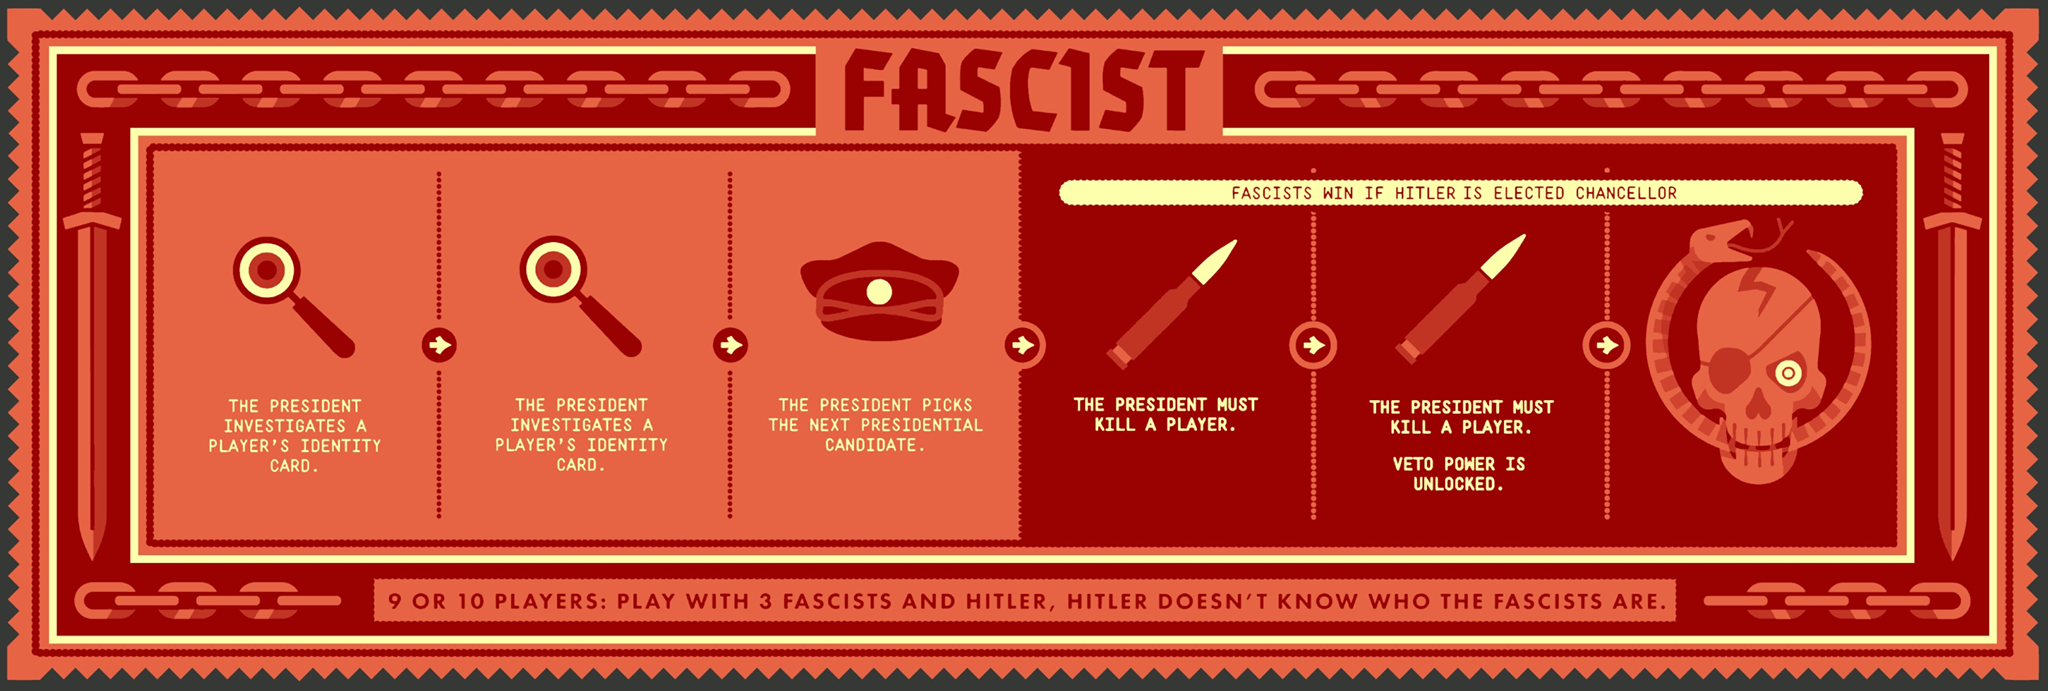 FASCIST
FASCISTS WIN IF HITLER IS ELECTED CHANCELLOR
THE PRESIDENT
INVESTIGATES A
PLAYER'S IDENTITY
CARD.
THE PRESIDENT
INVESTIGATES A
PLAYER'S IDENTITY
CARD.
THE PRESIDENT PICKS
THE NEXT PRESIDENTIAL
CANDIDATE.
THE PRESIDENT MUST
KILL A PLAYER.
THE PRESIDENT MUST
KILL A PLAYER.
VETO POWER IS
UNLOCKED.
9 OR 10 PLAYERS: PLAY WITH 3 FASCISTS AND HITLER, HITLER DOESN'T KNOW WHO THE FASCISTS ARE.